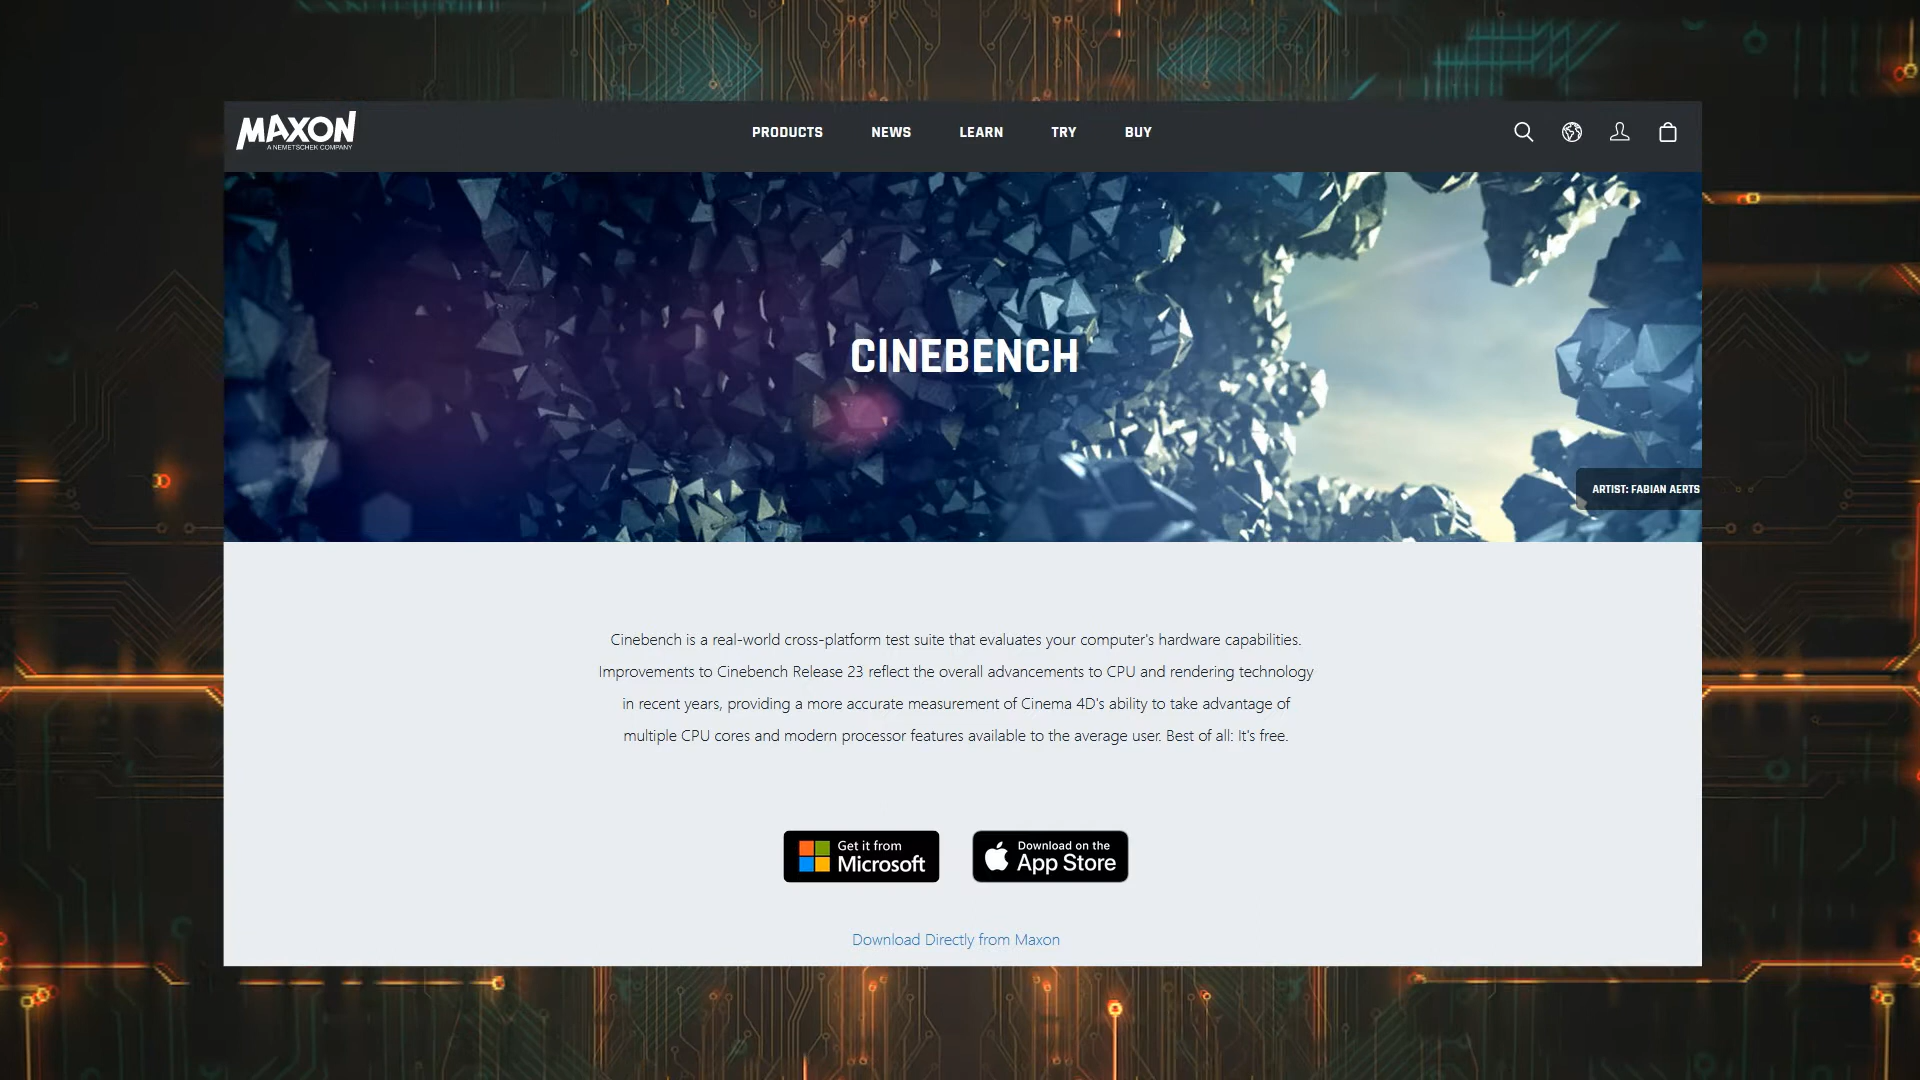 MAXON
A NEMETSCHEK COMPANY
PRODUCTS NEWS LEARN TRY BUY
CINEBENCH
ARTIST: FABIAN AERTS
Cinebench is a real-world cross-platform test suite that evaluates your computer's hardware capabilities.
Improvements to Cinebench Release 23 reflect the overall advancements to CPU and rendering technology
in recent years, providing a more accurate measurement of Cinema 4D's ability to take advantage of
multiple CPU cores and modern processor features available to the average user. Best of all: It's free.
Get it from
Microsoft
Download on the
App Store
Download Directly from Maxon